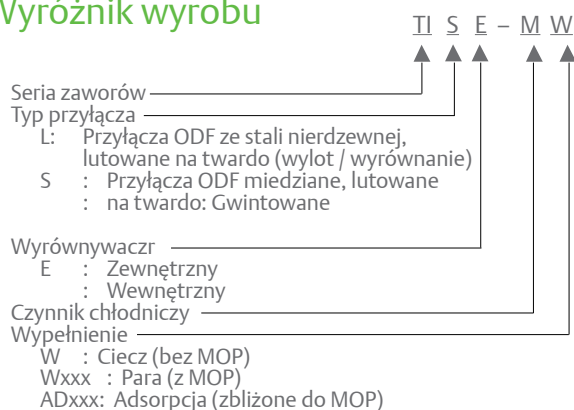 Wyróżnik wyrobu
TI S E – M W
Seria zaworów
Typ przyłącza
L: Przyłącza ODF ze stali nierdzewnej,
lutowane na twardo (wylot / wyrównanie)
S : Przyłącza ODF miedziane, lutowane
: na twardo: Gwintowane
Wyrównywaczr
E : Zewnętrzny
: Wewnętrzny
Czynnik chłodniczy
Wypełnienie
W : Ciecz (bez MOP)
Wxxx : Para (z MOP)
ADxxx: Adsorpcja (zbliżone do MOP)